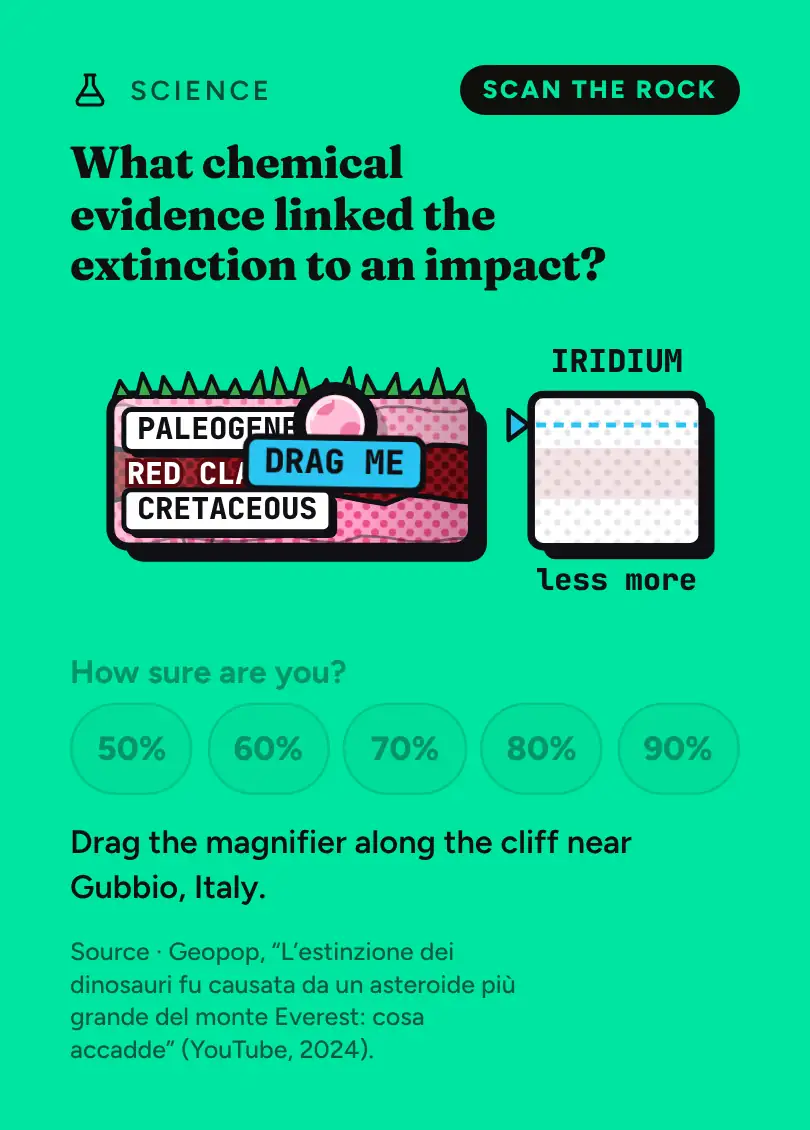 SCIENCE
SCAN THE ROCK
What chemical
evidence linked the
extinction to an impact?
IRIDIUM
PALEOGENE
RED CLA
DRAG ME
CRETACEOUS
less more
How sure are you?
50% 60% 70% 80% 90%
Drag the magnifier along the cliff near
Gubbio, Italy.
Source · Geopop, “L’estinzione dei
dinosauri fu causata da un asteroide più
grande del monte Everest: cosa
accadde” (YouTube, 2024).